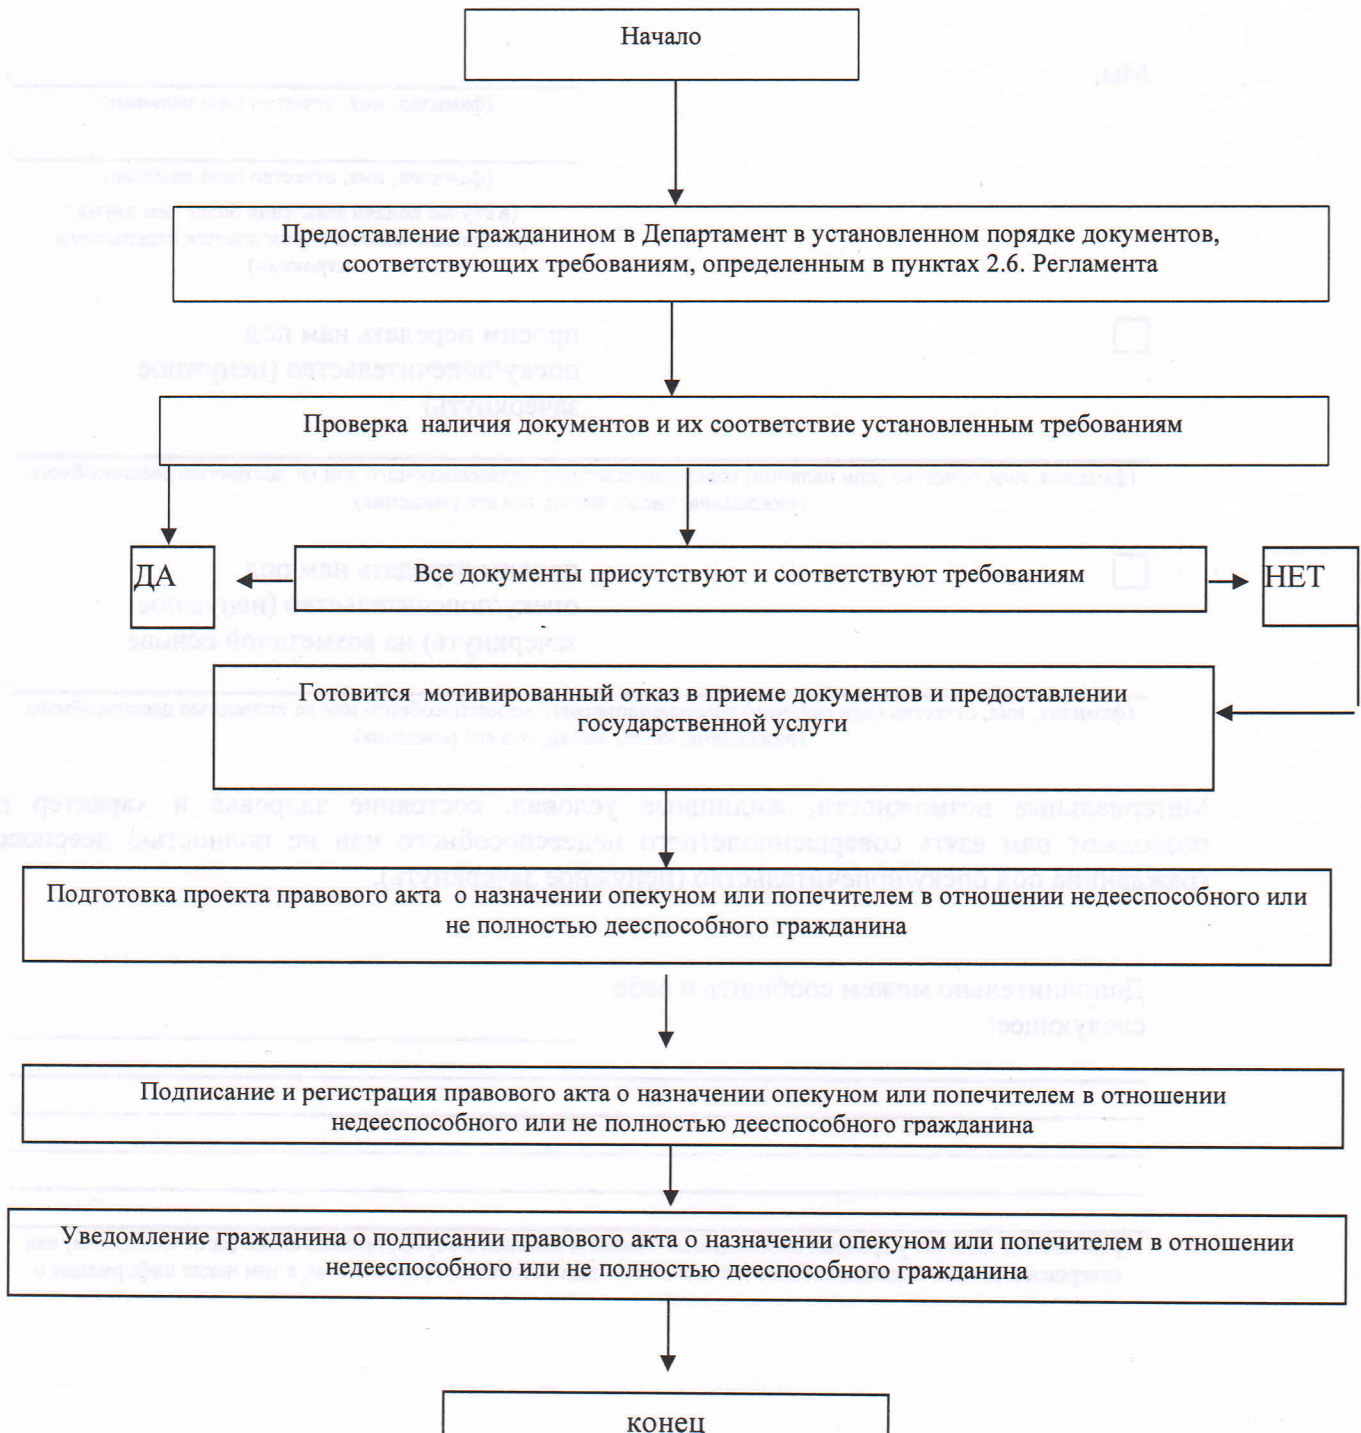 Начало
Предоставление гражданином в Департамент в установленном порядке документов,
соответствующих требованиям, определенным в пунктах 2.6. Регламента
Проверка наличия документов и их соответствие установленным требованиям
ДА
Все документы присутствуют и соответствуют требованиям
НЕТ
Готовится мотивированный отказ в приеме документов и предоставлении
государственной услуги
Подготовка проекта правового акта о назначении опекуном или попечителем в отношении недееспособного или
не полностью дееспособного гражданина
Подписание и регистрация правового акта о назначении опекуном или попечителем в отношении
недееспособного или не полностью дееспособного гражданина
Уведомление гражданина о подписании правового акта о назначении опекуном или попечителем в отношении
недееспособного или не полностью дееспособного гражданина
конец